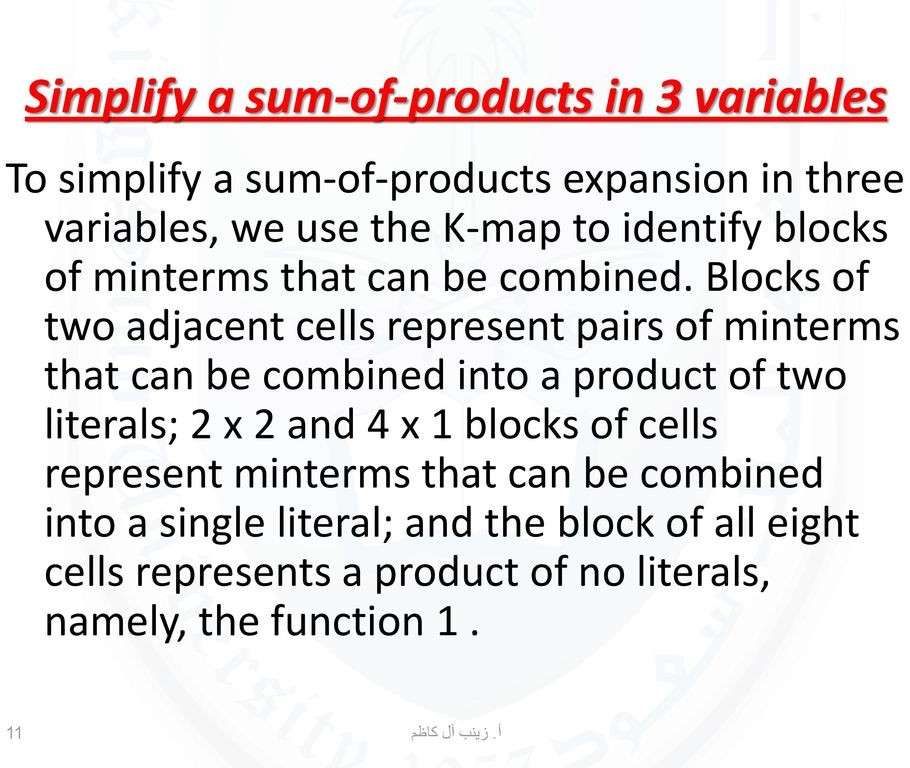 Simplify a sum-of-products in 3 variables
To simplify a sum-of-products expansion in three
variables, we use the K-map to identify blocks
of minterms that can be combined. Blocks of
two adjacent cells represent pairs of minterms
that can be combined into a product of two
literals; 2 x 2 and 4 x 1 blocks of cells
represent minterms that can be combined
into a single literal; and the block of all eight
cells represents a product of no literals,
namely, the function 1 .
11
أ. زينب آل كاظم